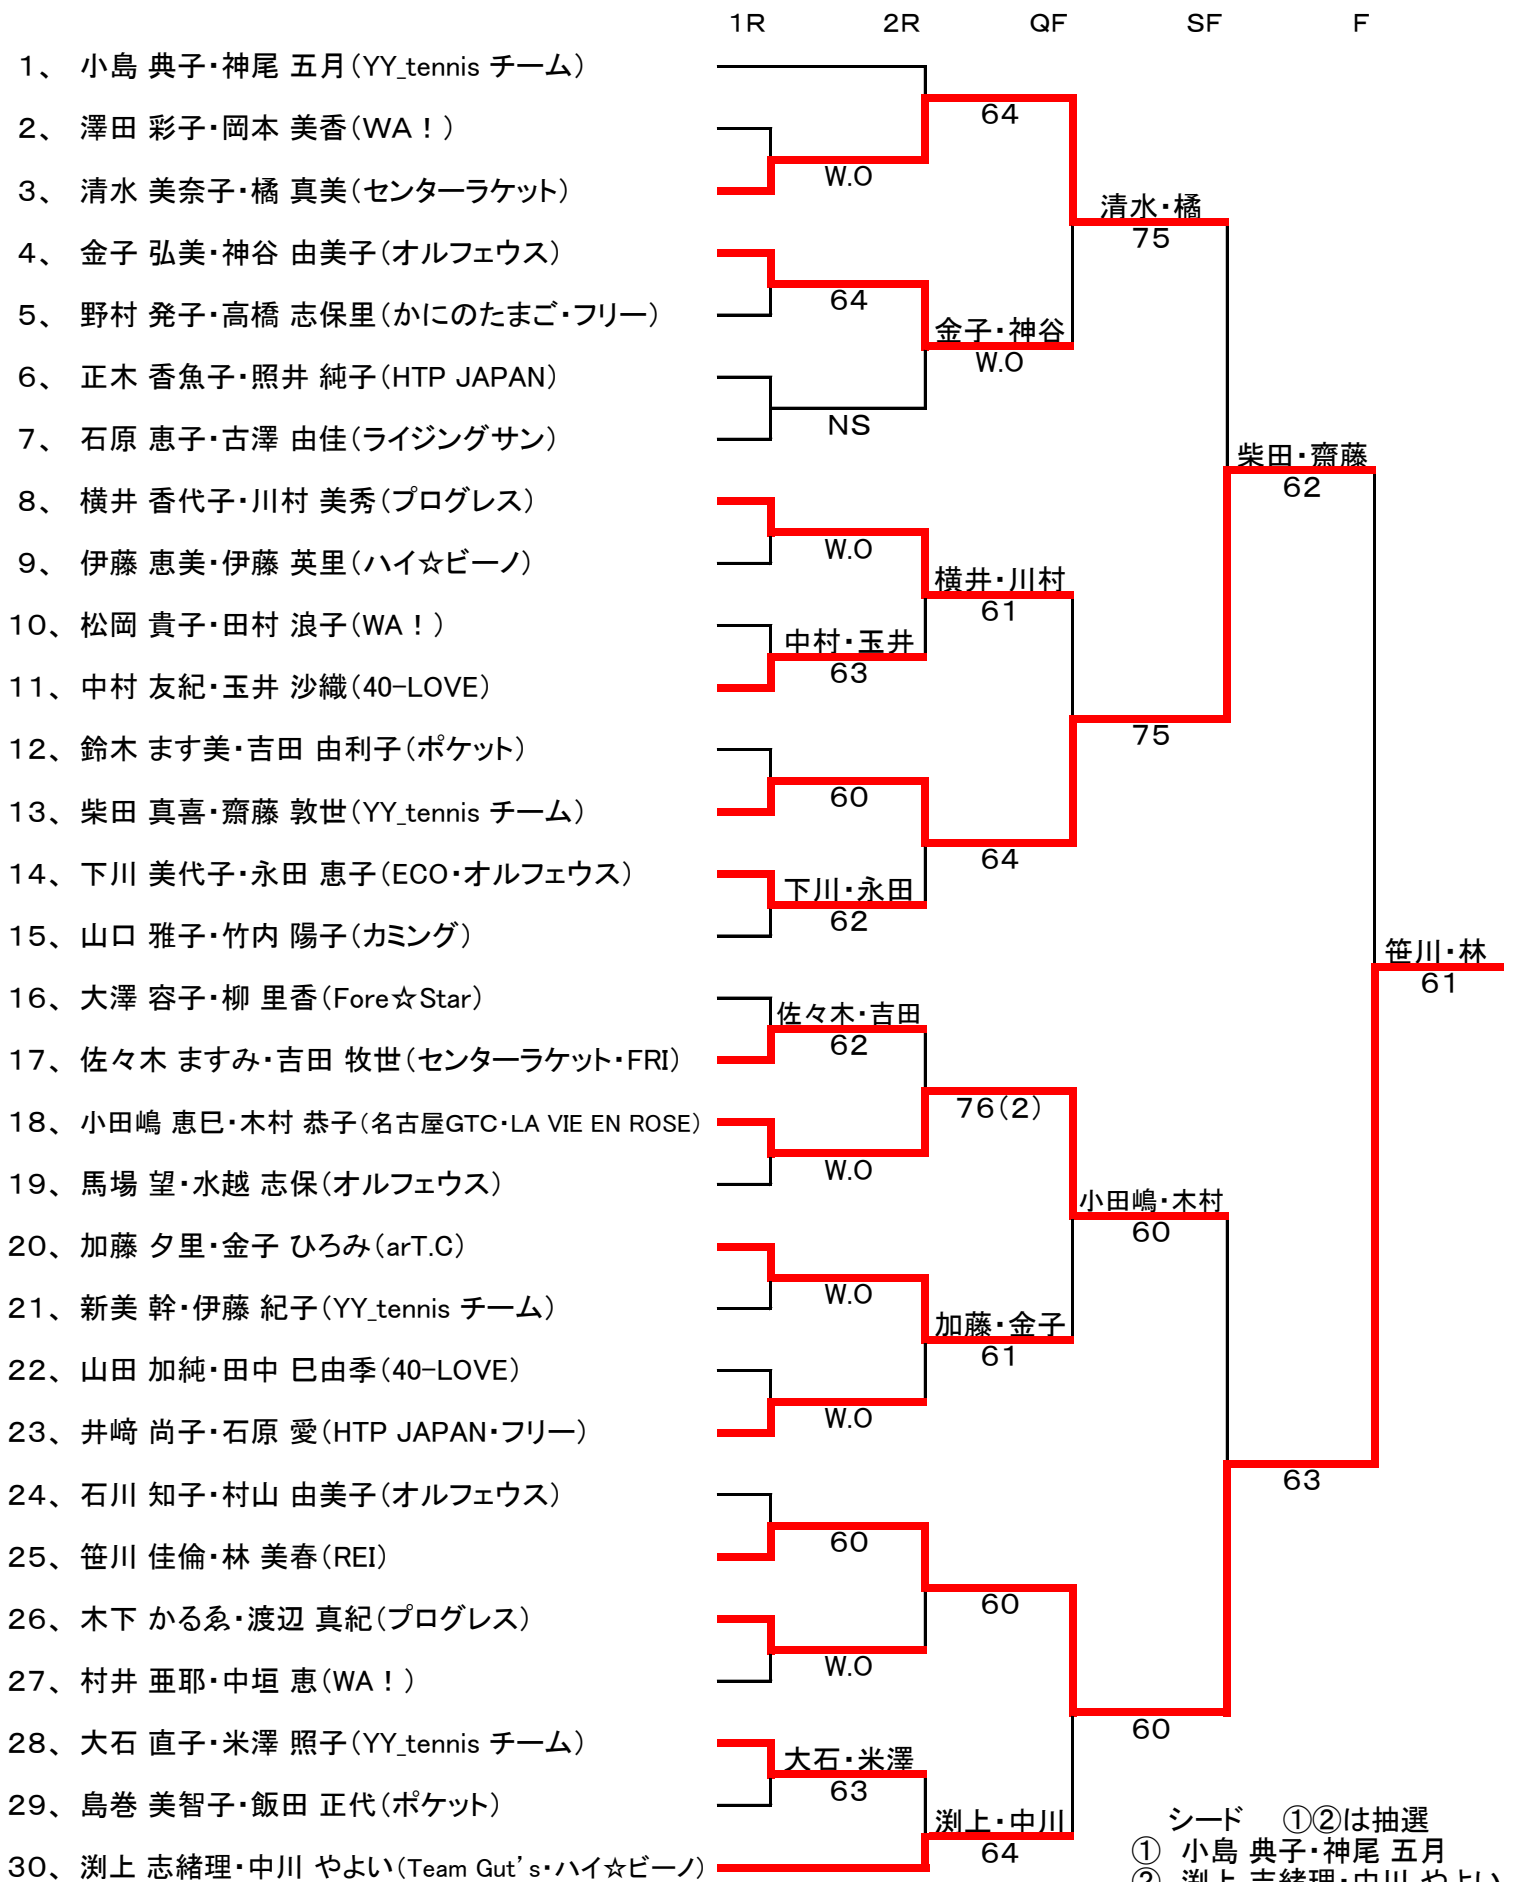 1R 2R QF SF F
1、 小島 典子・神尾 五月(YY_tennis チーム)
64
2、 澤田 彩子・岡本 美香(WA！)
W.O
3、 清水 美奈子・橘 真美(センターラケット)
清水・橘
75
4、 金子 弘美・神谷 由美子(オルフェウス)
64
5、 野村 発子・高橋 志保里(かにのたまご・フリー)
金子・神谷
W.O
6、 正木 香魚子・照井 純子(HTP JAPAN)
NS
7、 石原 恵子・古澤 由佳(ライジングサン)
柴田・齋藤
62
8、 横井 香代子・川村 美秀(プログレス)
W.O
9、 伊藤 恵美・伊藤 英里(ハイ☆ビーノ)
横井・川村
61
10、 松岡 貴子・田村 浪子(WA！)
中村・玉井
63
11、 中村 友紀・玉井 沙織(40-LOVE)
75
12、 鈴木 ます美・吉田 由利子(ポケット)
60
13、 柴田 真喜・齋藤 敦世(YY_tennis チーム)
64
14、 下川 美代子・永田 恵子(ECO・オルフェウス)
下川・永田
62
15、 山口 雅子・竹内 陽子(カミング)
笹川・林
61
16、 大澤 容子・柳 里香(Fore☆Star)
佐々木・吉田
62
17、 佐々木 ますみ・吉田 牧世(センターラケット・FRI)
76(2)
18、 小田嶋 恵巳・木村 恭子(名古屋GTC・LA VIE EN ROSE)
W.O
19、 馬場 望・水越 志保(オルフェウス)
小田嶋・木村
60
20、 加藤 夕里・金子 ひろみ(arT.C)
W.O
21、 新美 幹・伊藤 紀子(YY_tennis チーム)
加藤・金子
61
22、 山田 加純・田中 巳由季(40-LOVE)
W.O
23、 井﨑 尚子・石原 愛(HTP JAPAN・フリー)
63
24、 石川 知子・村山 由美子(オルフェウス)
60
25、 笹川 佳倫・林 美春(REI)
60
26、 木下 かるゑ・渡辺 真紀(プログレス)
W.O
27、 村井 亜耶・中垣 恵(WA！)
60
28、 大石 直子・米澤 照子(YY_tennis チーム)
大石・米澤
63
29、 島巻 美智子・飯田 正代(ポケット)
渕上・中川
64
30、 渕上 志緒理・中川 やよい(Team Gut's・ハイ☆ビーノ)
シード ①②は抽選
① 小島 典子・神尾 五月
② 渕上 志緒理・中川 やよい